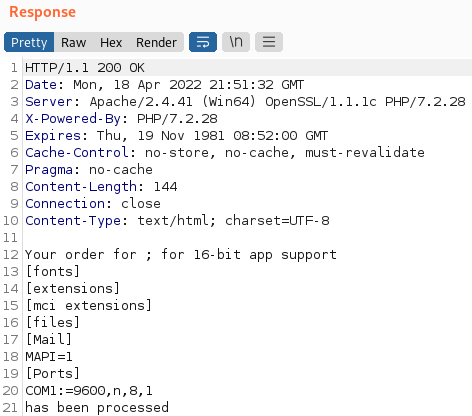 Response
Pretty Raw Hex Render \n
1 HTTP/1.1 200 OK
2 Date: Mon, 18 Apr 2022 21:51:32 GMT
3 Server: Apache/2.4.41 (Win64) OpenSSL/1.1.1c PHP/7.2.28
4 X-Powered-By: PHP/7.2.28
5 Expires: Thu, 19 Nov 1981 08:52:00 GMT
6 Cache-Control: no-store, no-cache, must-revalidate
7 Pragma: no-cache
8 Content-Length: 144
9 Connection: close
10 Content-Type: text/html; charset=UTF-8
11
12 Your order for ; for 16-bit app support
13 [fonts]
14 [extensions]
15 [mci extensions]
16 [files]
17 [Mail]
18 MAPI=1
19 [Ports]
20 COM1:=9600,n,8,1
21 has been processed